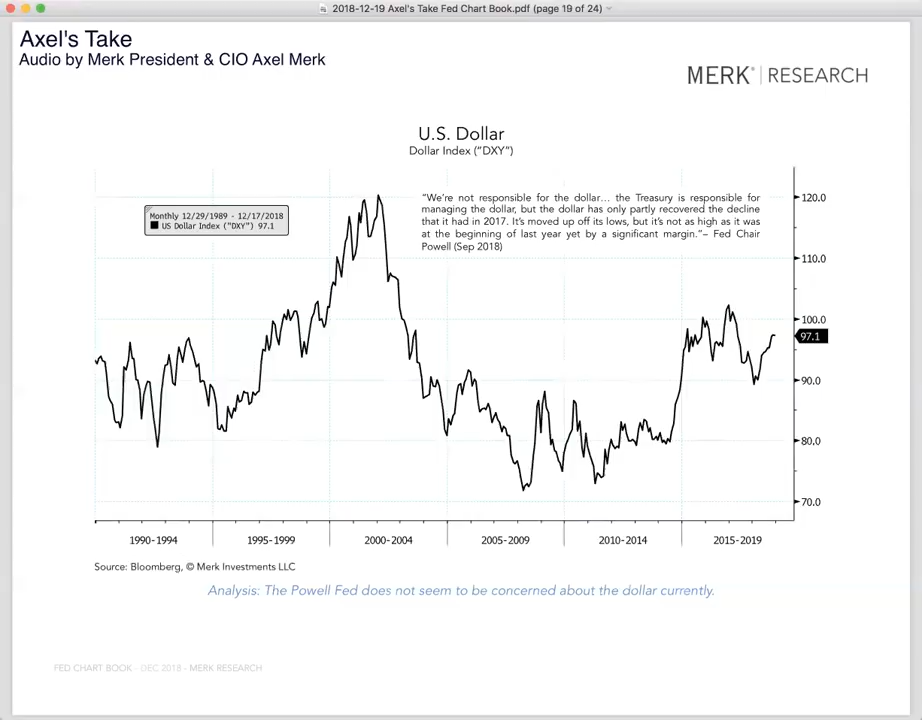 2018-12-19 Axel's Take Fed Chart Book.pdf (page 19 of 24)
Axel's Take
Audio by Merk President & CIO Axel Merk
MERK® | RESEARCH
U.S. Dollar
Dollar Index (“DXY”)
“We're not responsible for the dollar... the Treasury is responsible for
managing the dollar, but the dollar has only partly recovered the decline
that it had in 2017. It's moved up off its lows, but it's not as high as it was
at the beginning of last year yet by a significant margin.”– Fed Chair
Powell (Sep 2018)
Monthly 12/29/1989 - 12/17/2018
US Dollar Index (“DXY”) 97.1
120.0
110.0
100.0
97.1
90.0
80.0
70.0
1990-1994 1995-1999 2000-2004 2005-2009 2010-2014 2015-2019
Source: Bloomberg, © Merk Investments LLC
Analysis: The Powell Fed does not seem to be concerned about the dollar currently.
FED CHART BOOK - DEC 2018 - MERK RESEARCH